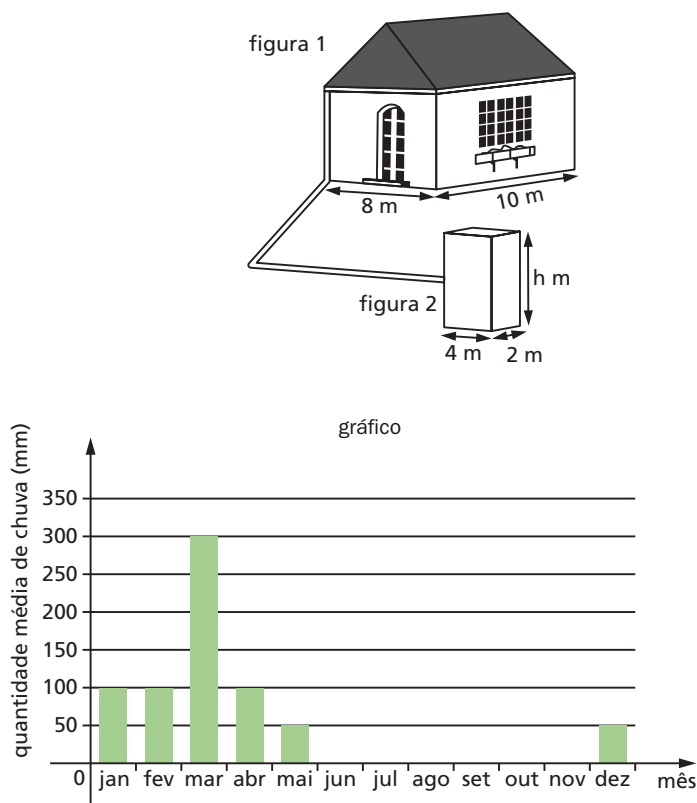 figura 1
8 m
10 m
figura 2
h m
4 m
2 m
gráfico
quantidade média de chuva (mm)
350
300
250
200
150
100
50
0
jan fev mar abr mai jun jul ago set out nov dez mês